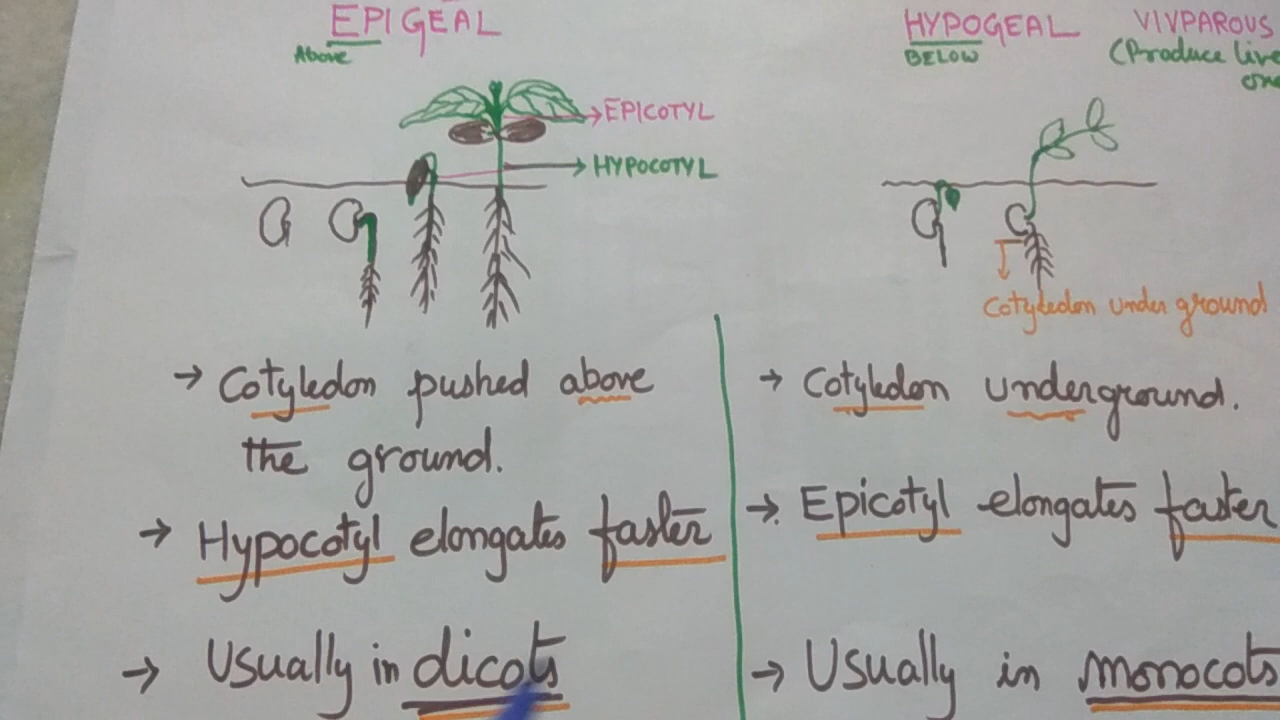 EPIGEAL
Above
EPICOTYL
HYPOCOTYL
→ Cotyledon pushed above
the ground.
→ Hypocotyl elongates faster
→ Usually in dicots
HYPOGEAL
BELOW
Cotyledon under ground
→ Cotyledon underground.
→ Epicotyl elongates faster
→ Usually in monocots
VIVPAROUS
(Produce live
one